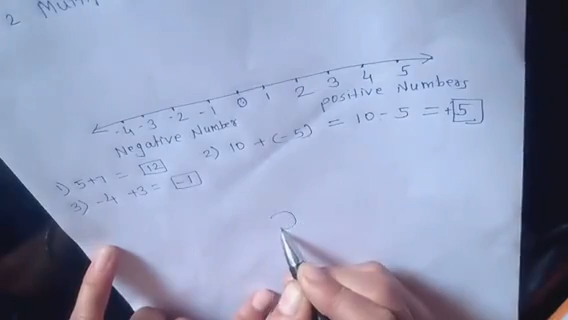 2
-4 -3 -2 -1 0 1 2 3 4 5
Negative Number positive Numbers
1) 5+7 = 12
2) 10 + (-5) = 10 - 5 = +5
3) -4 +3 = -1